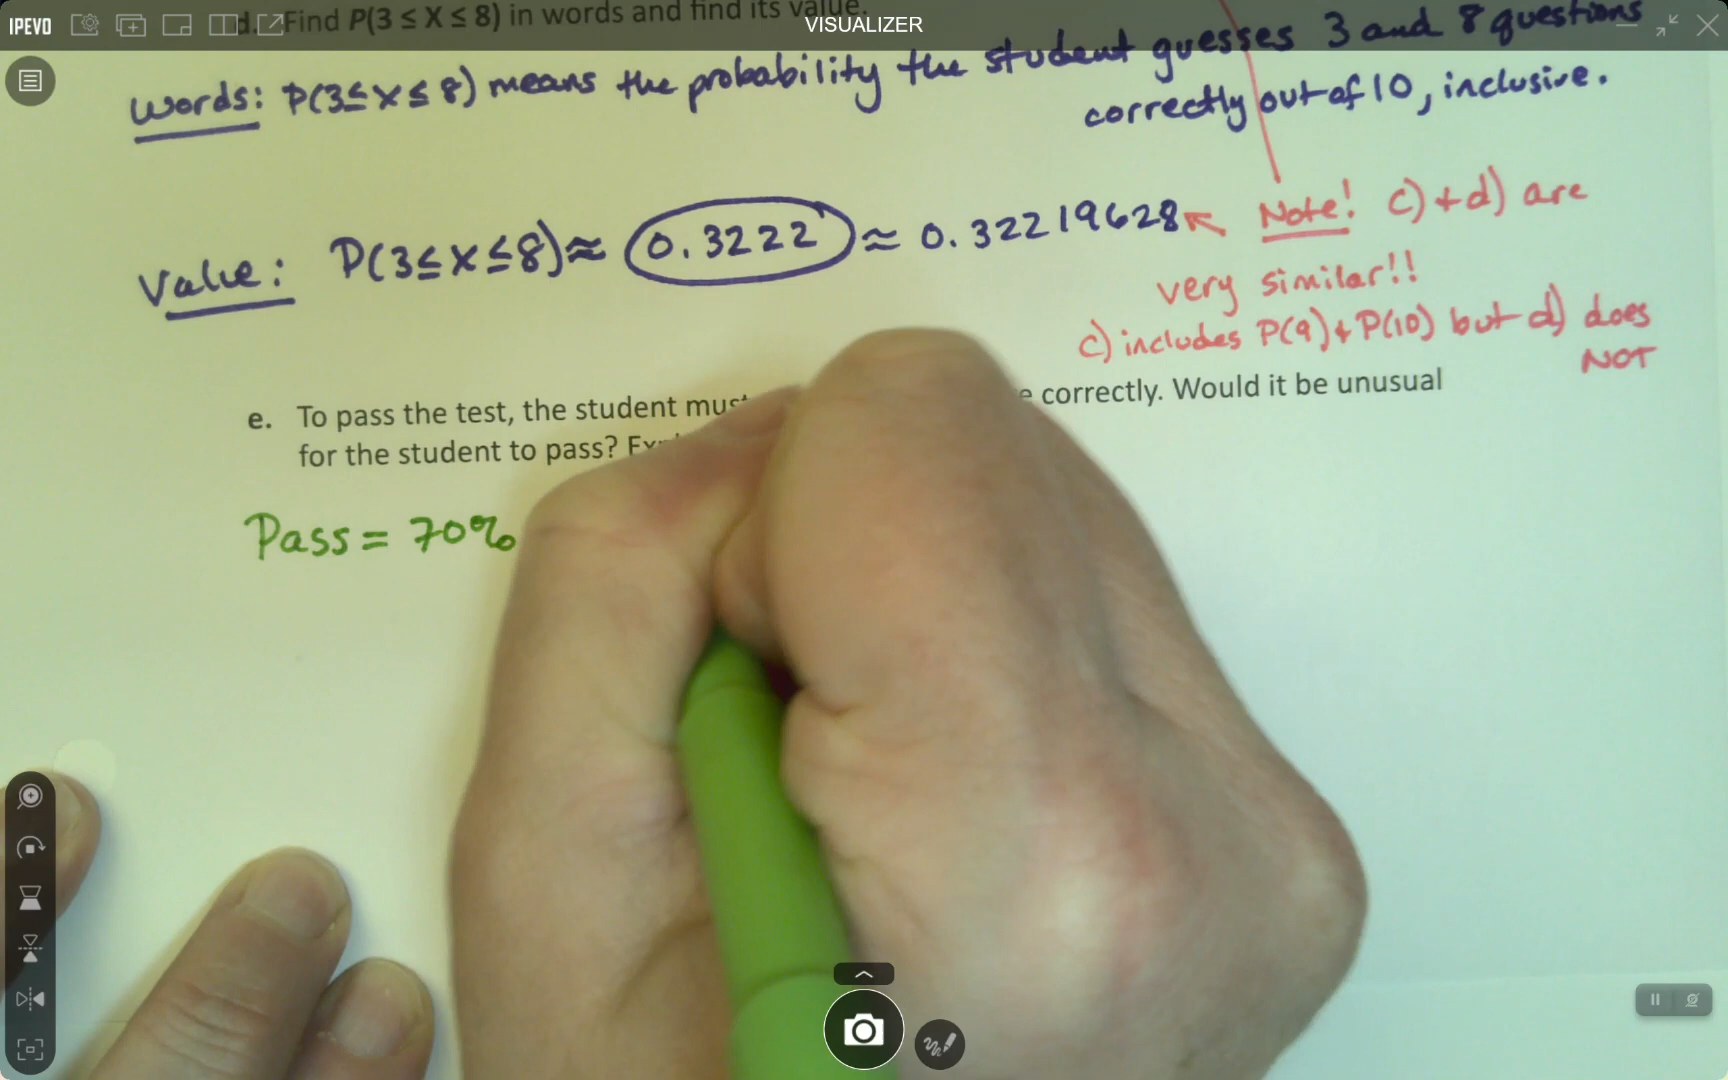 IPEVO
VISUALIZER
d. Find P(3 ≤ X ≤ 8) in words and find its value.
Words: P(3≤x≤8) means the probability the student guesses 3 and 8 questions
correctly out of 10, inclusive.
Value: P(3≤x≤8)≈ 0.3222 ≈ 0.32219628
Note! c) + d) are
very similar!!
c) includes P(9) + P(10) but d) does
NOT
e. To pass the test, the student must correctly. Would it be unusual
for the student to pass?
Pass = 70%